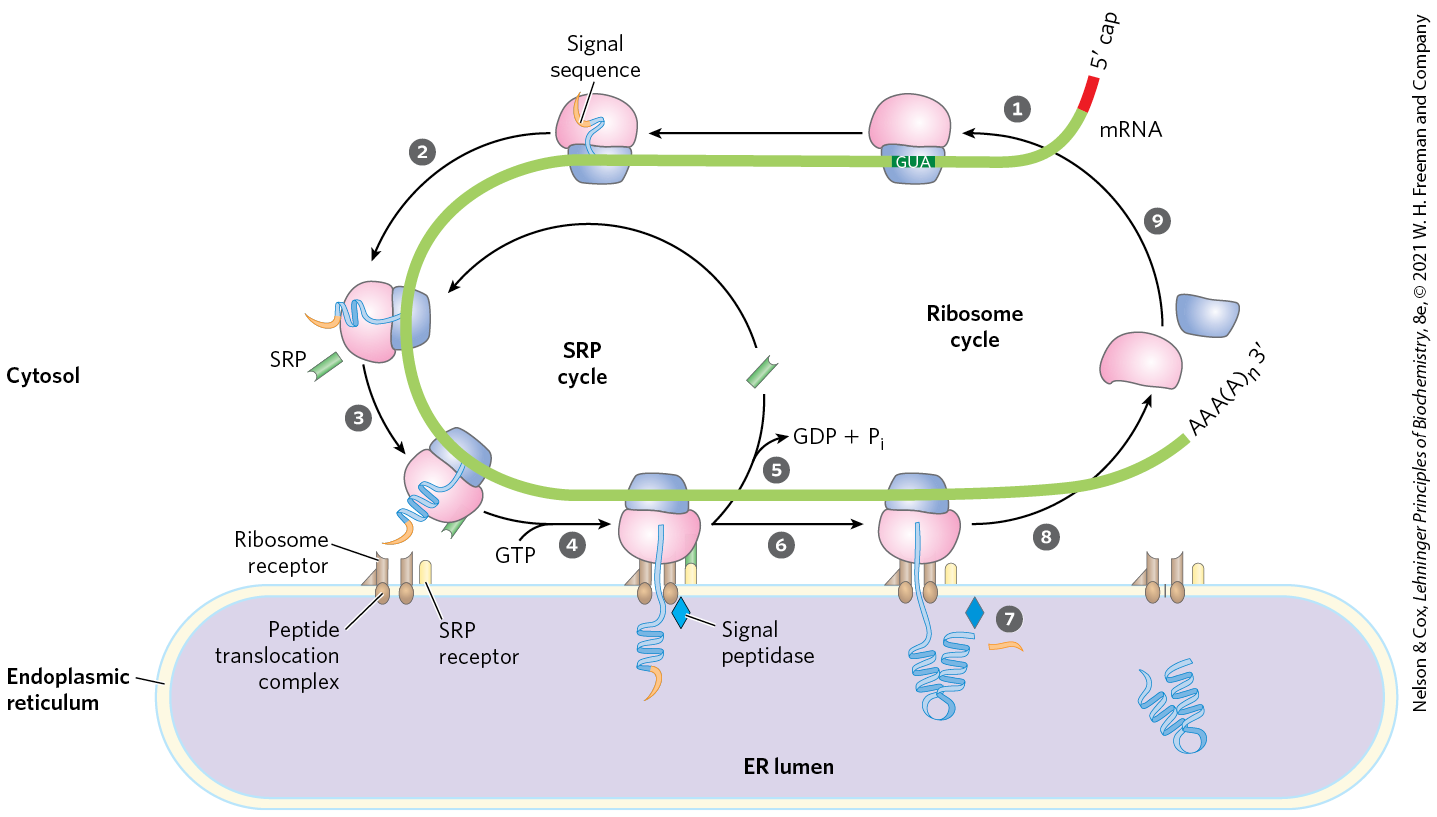 Signal
sequence
5′ cap
1
mRNA
GUA
2
9
Ribosome
cycle
SRP
SRP
cycle
AAA(A)n 3′
Cytosol
3
GDP + Pi
5
Ribosome
receptor
GTP
4
6
8
Peptide
translocation
complex
SRP
receptor
Signal
peptidase
7
Endoplasmic
reticulum
ER lumen
Nelson & Cox, Lehninger Principles of Biochemistry, 8e, © 2021 W. H. Freeman and Company